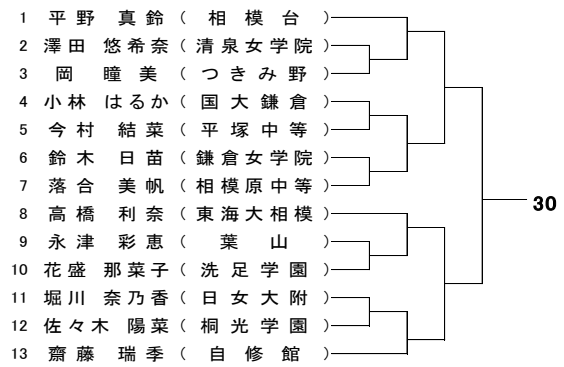 1 平野 真鈴 ( 相模台 )
2 澤田 悠希奈 ( 清泉女学院 )
3 岡 瞳美 ( つきみ野 )
4 小林 はるか ( 国大鎌倉 )
5 今村 結菜 ( 平塚中等 )
6 鈴木 日苗 ( 鎌倉女学院 )
7 落合 美帆 ( 相模原中等 )
8 高橋 利奈 ( 東海大相模 )
30
9 永津 彩恵 ( 葉山 )
10 花盛 那菜子 ( 洗足学園 )
11 堀川 奈乃香 ( 日女大附 )
12 佐々木 陽菜 ( 桐光学園 )
13 齋藤 瑞季 ( 自修館 )